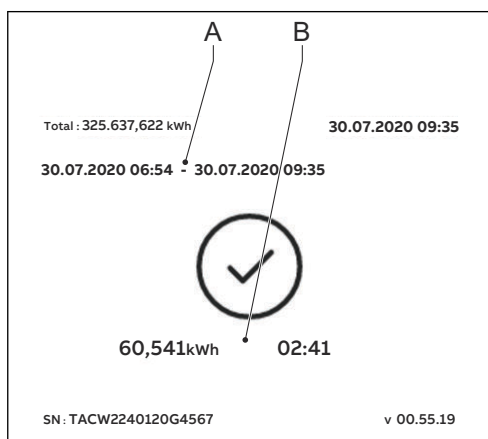 A B
Total : 325.637,622 kWh 30.07.2020 09:35
30.07.2020 06:54 - 30.07.2020 09:35
60,541kWh 02:41
SN: TACW2240120G4567 v 00.55.19